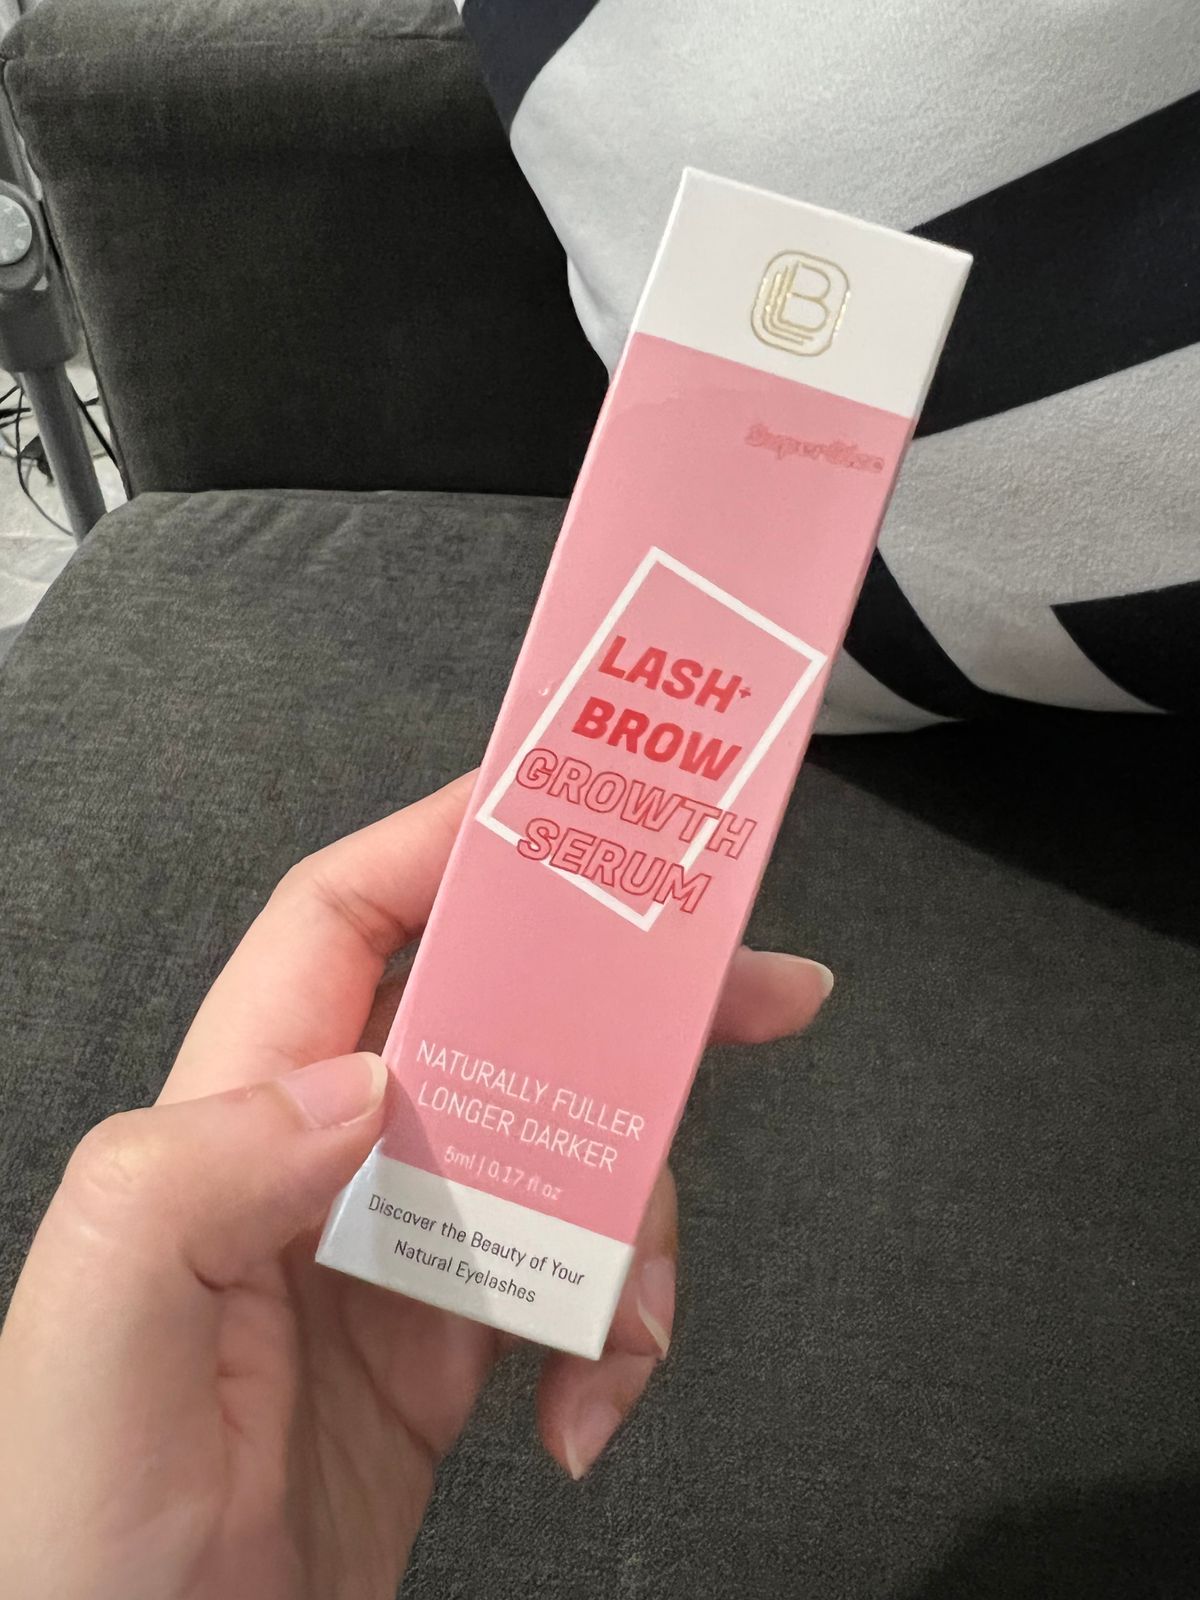 B
LASH+
BROW
GROWTH
SERUM
NATURALLY FULLER
LONGER DARKER
5ml | 0.17 fl oz
Discover the Beauty of Your
Natural Eyelashes